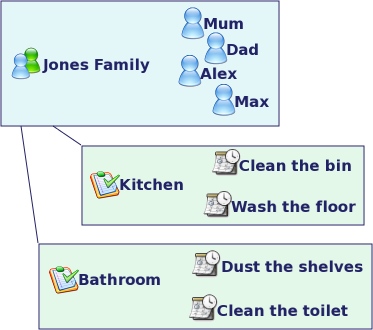 Mum
Dad
Jones Family
Alex
Max
Clean the bin
Kitchen
Wash the floor
Dust the shelves
Bathroom
Clean the toilet